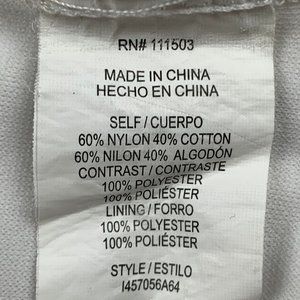 RN# 111503
MADE IN CHINA
HECHO EN CHINA
SELF / CUERPO
60% NYLON 40% COTTON
60% NILON 40% ALGODÓN
CONTRAST / CONTRASTE
100% POLYESTER
100% POLIÉSTER
LINING / FORRO
100% POLYESTER
100% POLIÉSTER
STYLE / ESTILO
I457056A64